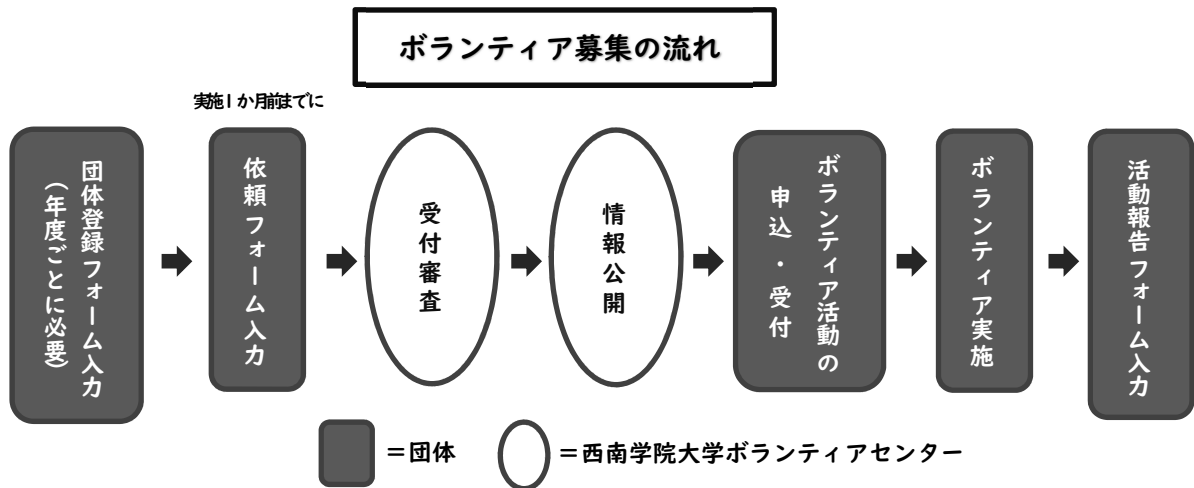 ボランティア募集の流れ
実施1か月前までに
団体登録フォーム入力
(年度ごとに必要)
依頼フォーム入力
受付審査
情報公開
ボランティア活動の
申込・受付
ボランティア実施
活動報告フォーム入力
=団体
=西南学院大学ボランティアセンター